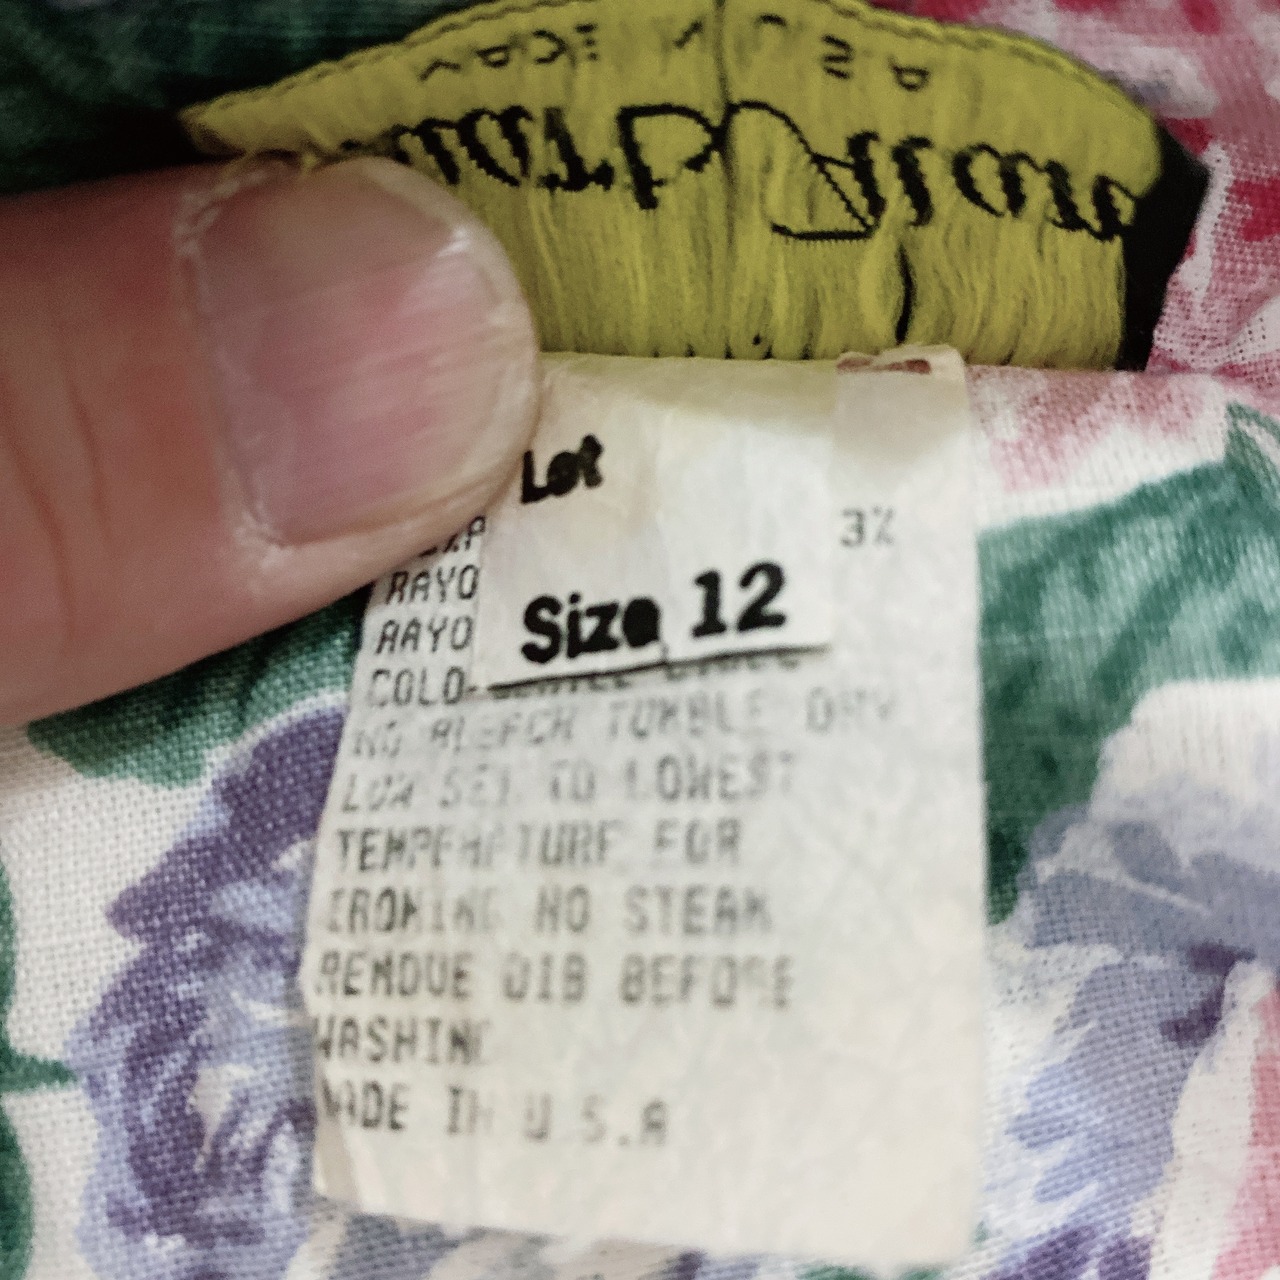 Lot
3%
RAYO
RAYO
Size 12
COLD-
NO BLEACH TUMBLE DRY
LOW SET TO LOWEST
TEMPERATURE FOR
IRONING NO STEAM
REMOVE BIB BEFORE
WASHING
MADE IN U.S.A